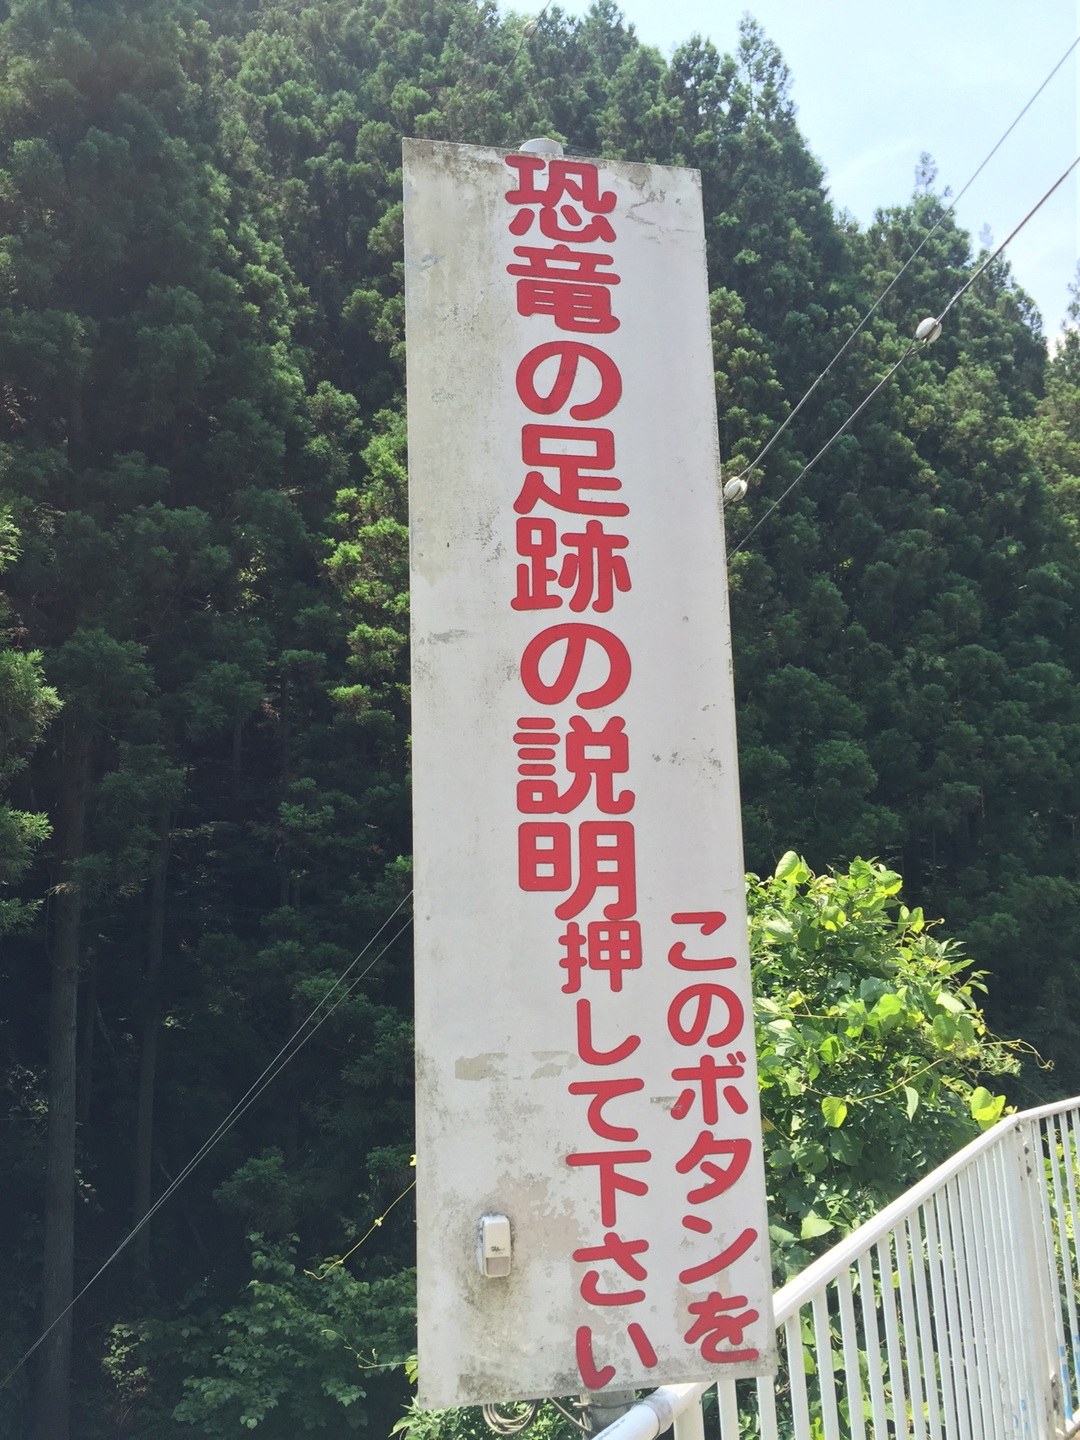 恐竜の足跡の説明
このボタンを
押して下さい